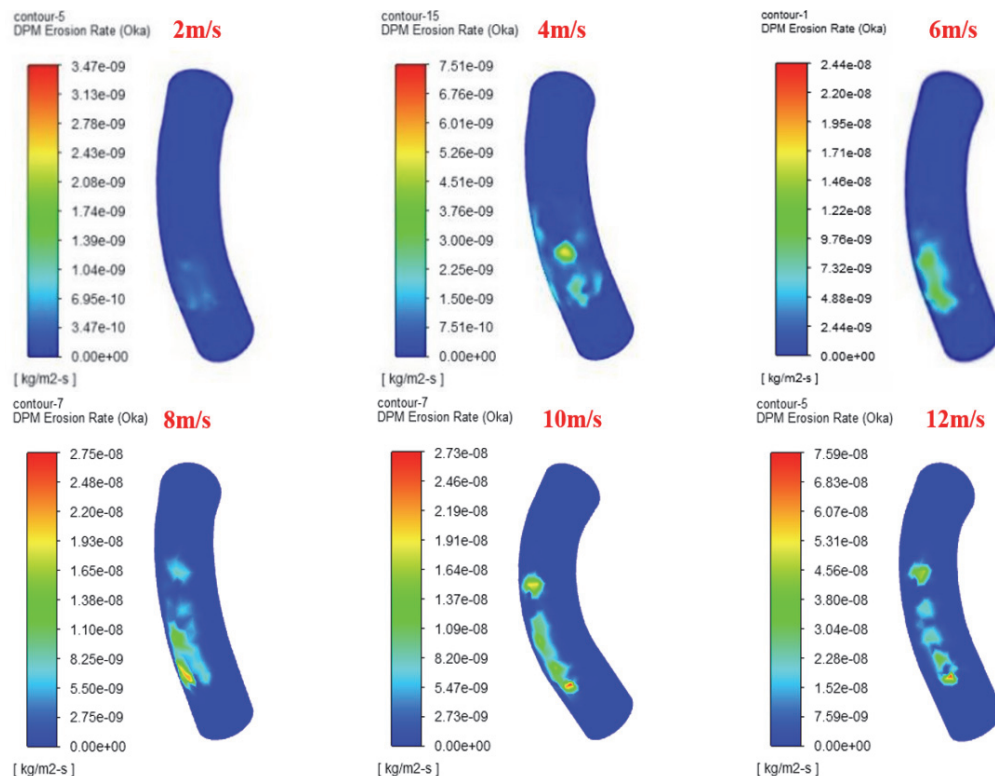 contour-5
DPM Erosion Rate (Oka)
2m/s
3.47e-09
3.13e-09
2.78e-09
2.43e-09
2.08e-09
1.74e-09
1.39e-09
1.04e-09
6.95e-10
3.47e-10
0.00e+00
[ kg/m2-s ]
contour-15
DPM Erosion Rate (Oka)
4m/s
7.51e-09
6.76e-09
6.01e-09
5.26e-09
4.51e-09
3.76e-09
3.00e-09
2.25e-09
1.50e-09
7.51e-10
0.00e+00
[ kg/m2-s ]
contour-1
DPM Erosion Rate (Oka)
6m/s
2.44e-08
2.20e-08
1.95e-08
1.71e-08
1.46e-08
1.22e-08
9.76e-09
7.32e-09
4.88e-09
2.44e-09
0.00e+00
[ kg/m2-s ]
contour-7
DPM Erosion Rate (Oka)
8m/s
2.75e-08
2.48e-08
2.20e-08
1.93e-08
1.65e-08
1.38e-08
1.10e-08
8.25e-09
5.50e-09
2.75e-09
0.00e+00
[ kg/m2-s ]
contour-7
DPM Erosion Rate (Oka)
10m/s
2.73e-08
2.46e-08
2.19e-08
1.91e-08
1.64e-08
1.37e-08
1.09e-08
8.20e-09
5.47e-09
2.73e-09
0.00e+00
[ kg/m2-s ]
contour-5
DPM Erosion Rate (Oka)
12m/s
7.59e-08
6.83e-08
6.07e-08
5.31e-08
4.56e-08
3.80e-08
3.04e-08
2.28e-08
1.52e-08
7.59e-09
0.00e+00
[ kg/m2-s ]